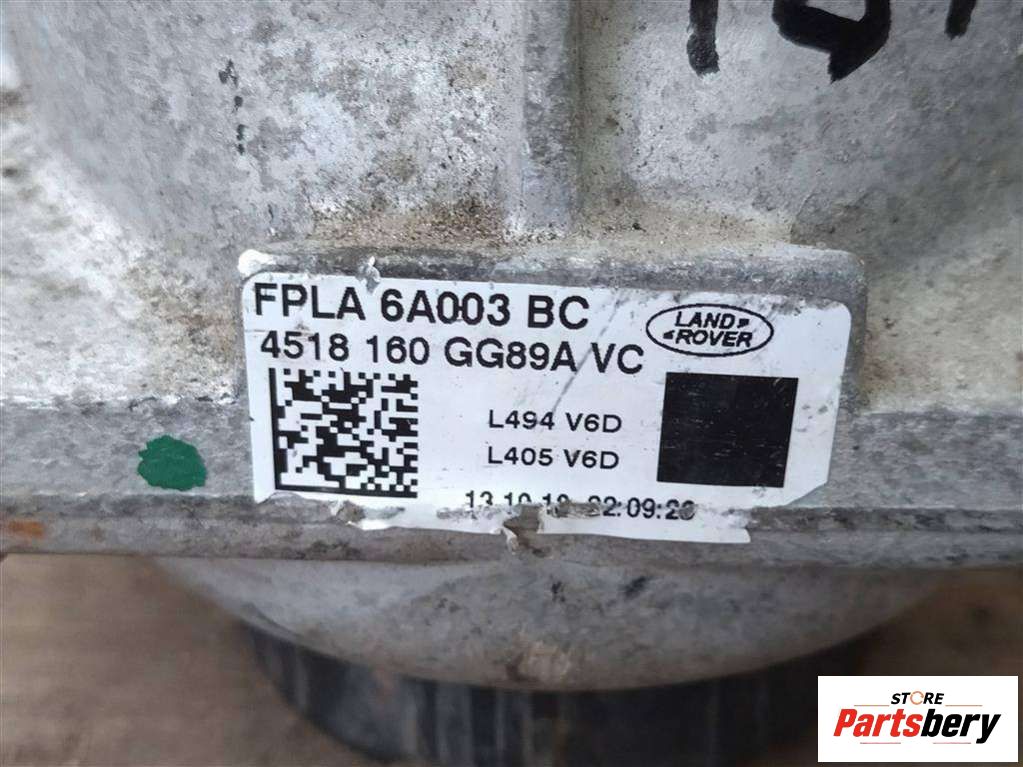 FPLA 6A003 BC
LAND
ROVER
4518 160 GG89A VC
L494 V6D
L405 V6D
STORE
Partsbery